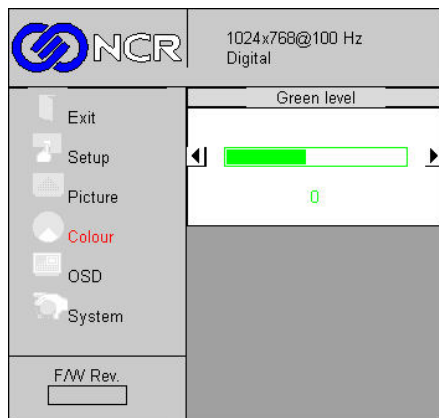 NCR
1024x768@100 Hz
Digital
Exit
Setup
Picture
Colour
OSD
System
F/W Rev.
Green level
0